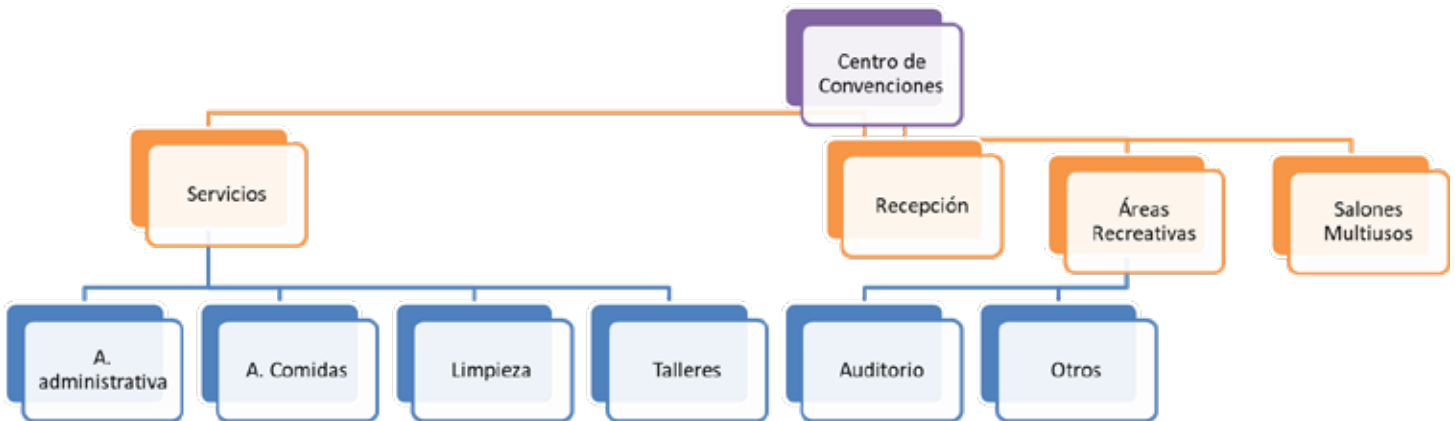 Centro de
Convenciones
Servicios
Recepción
Áreas
Recreativas
Salones
Multiusos
A.
administrativa
A. Comidas
Limpieza
Talleres
Auditorio
Otros